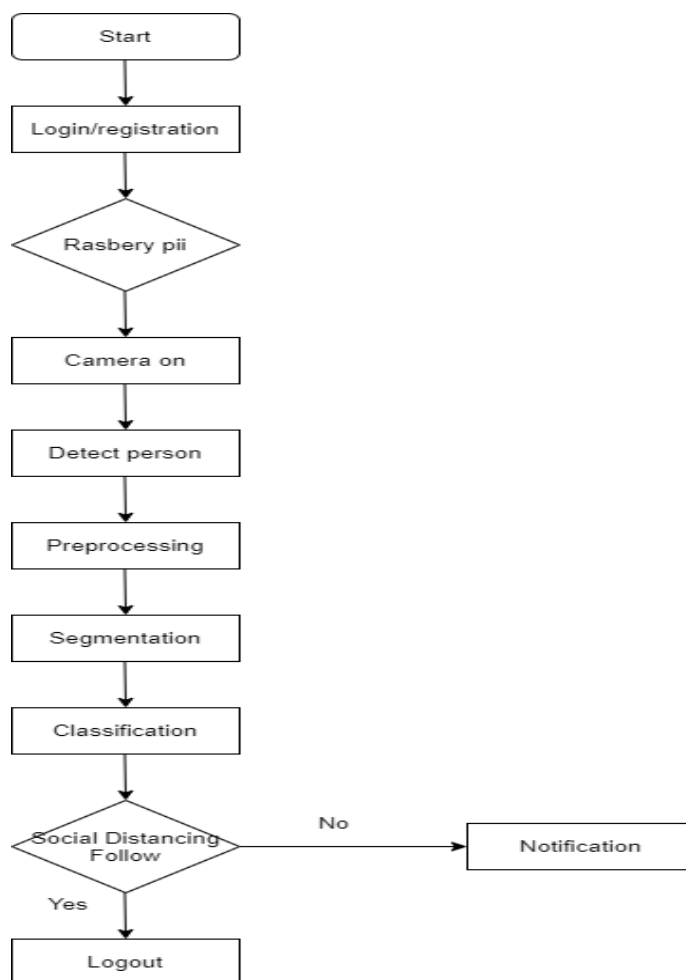 Start
Login/registration
Rasbery pii
Camera on
Detect person
Preprocessing
Segmentation
Classification
Social Distancing
Follow
No
Notification
Yes
Logout